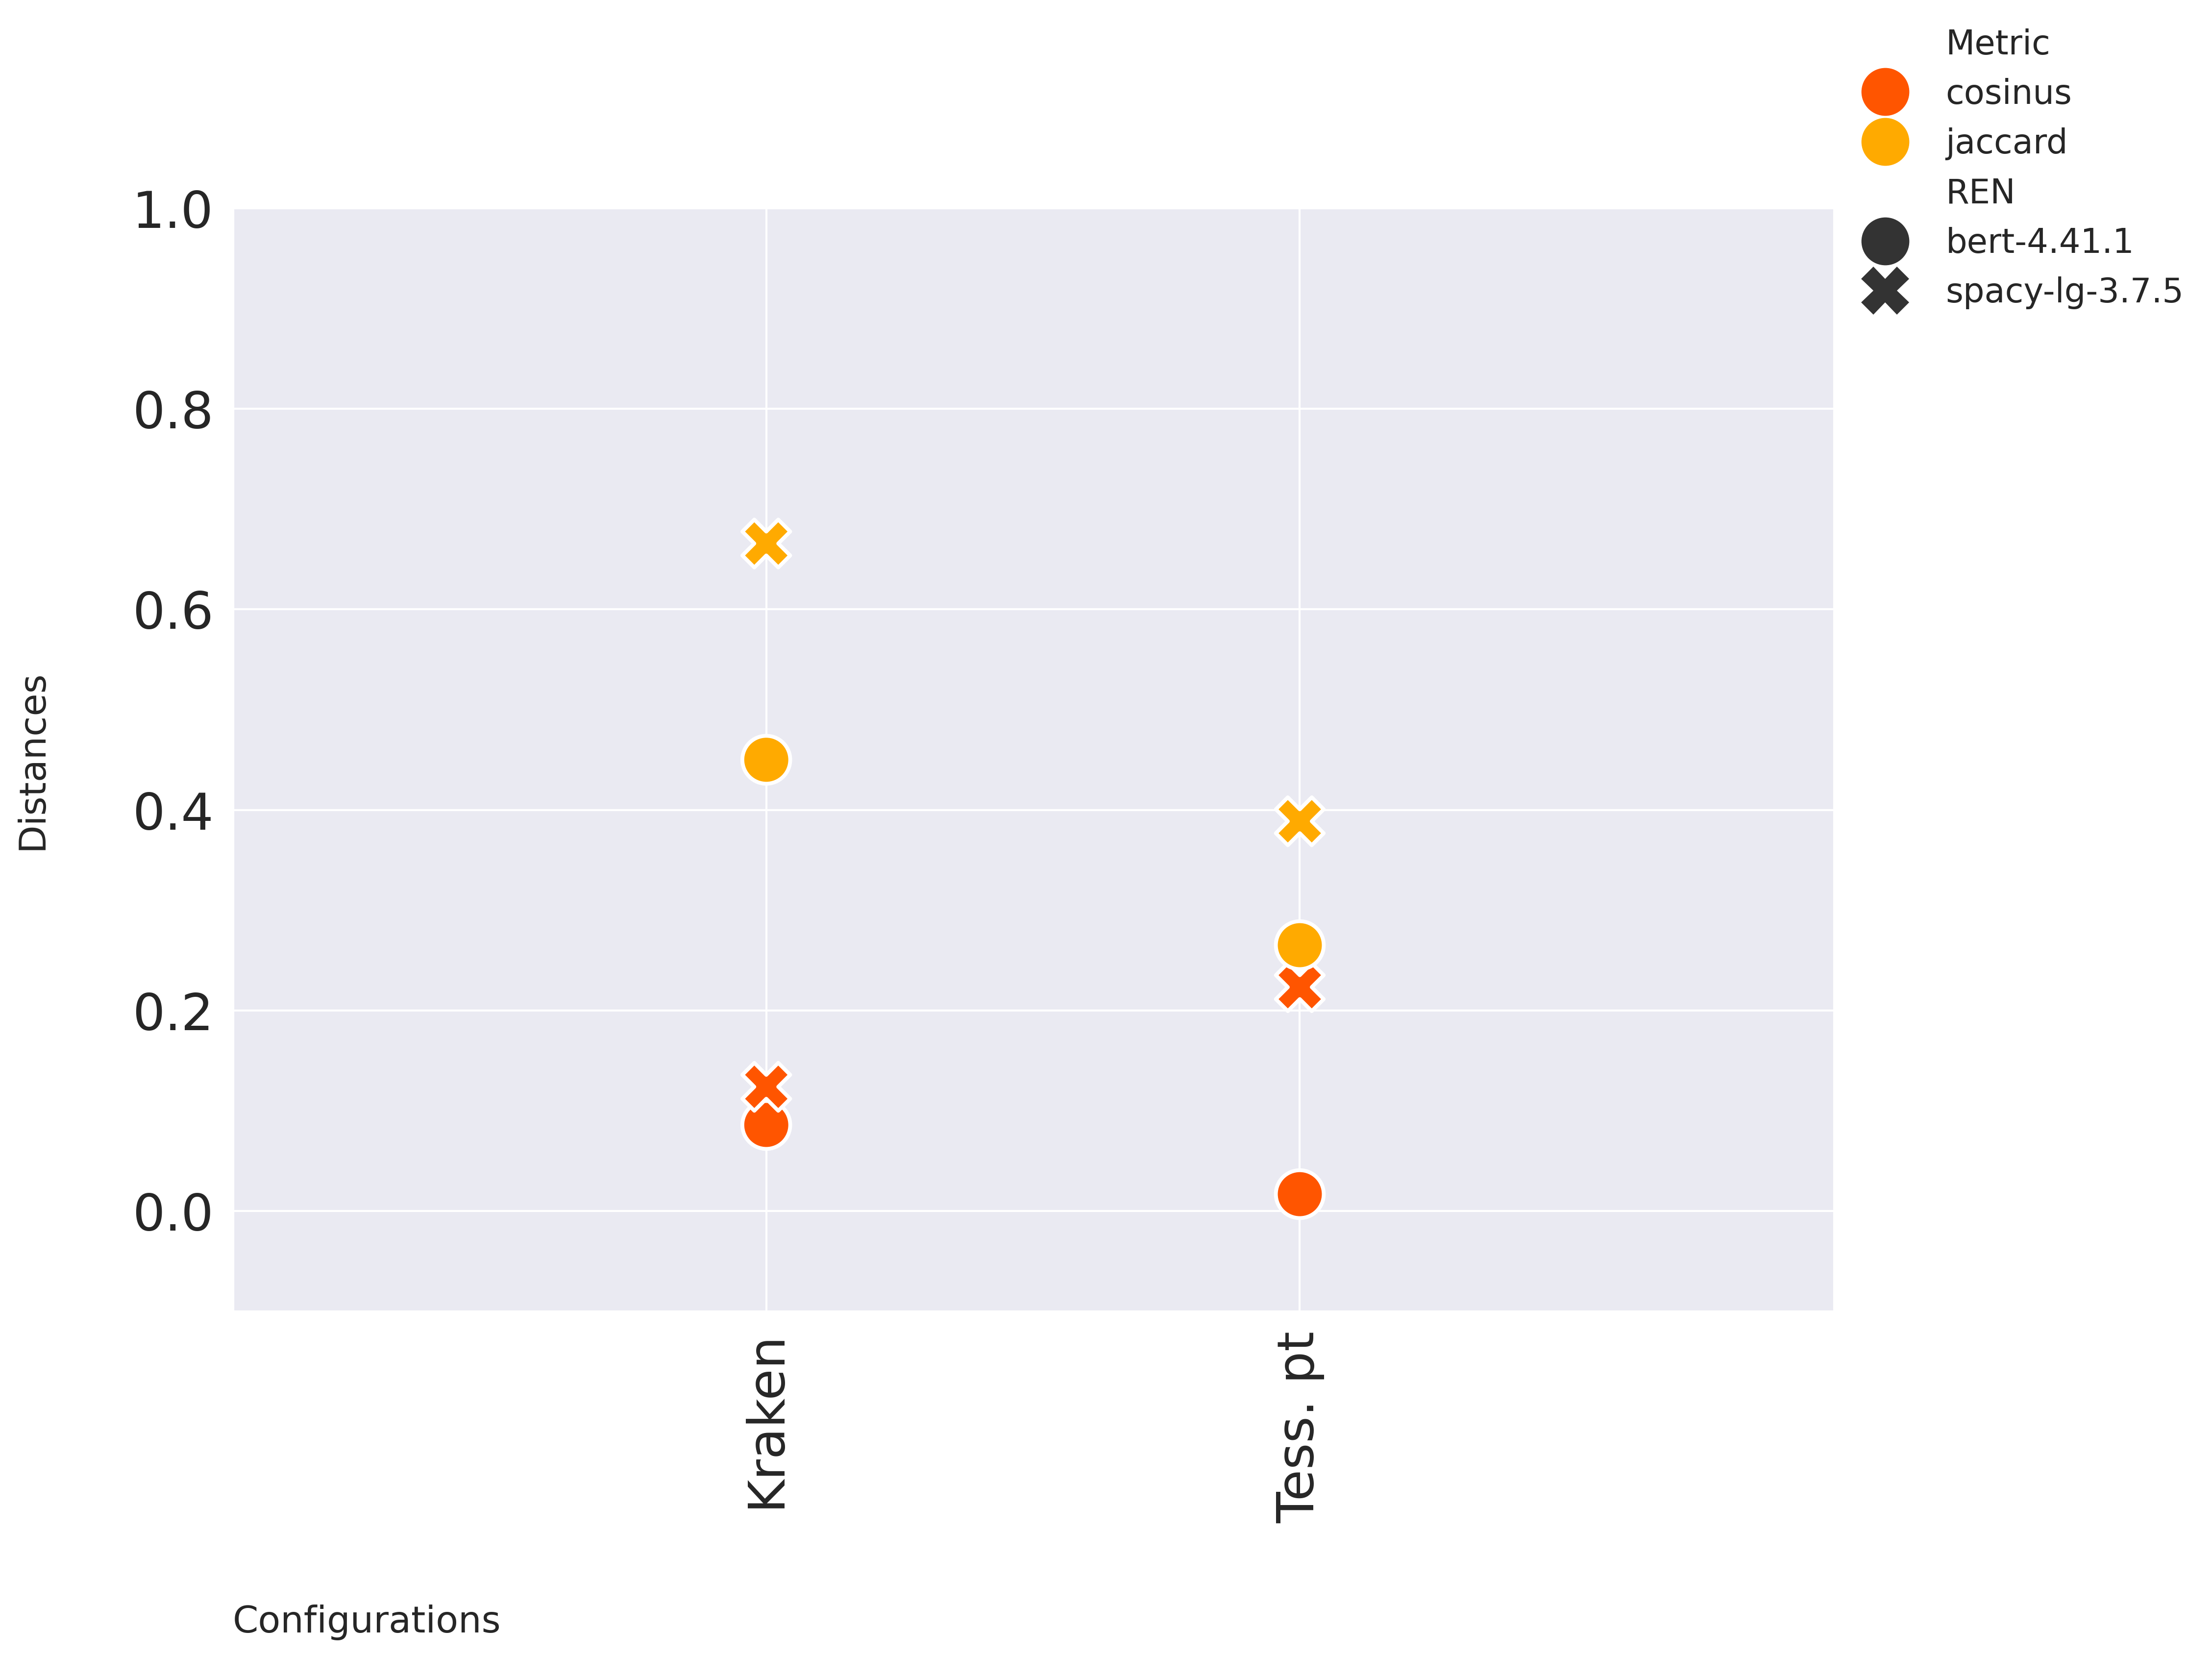 Metric
cosinus
jaccard
REN
bert-4.41.1
spacy-lg-3.7.5
1.0
0.8
0.6
0.4
0.2
0.0
Distances
Kraken
Tess. pt
Configurations